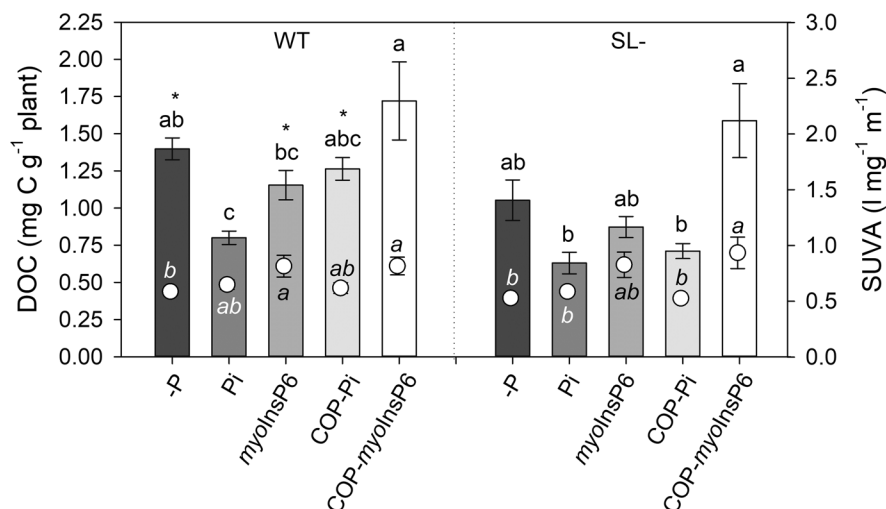 WT SL-
DOC (mg C g-1 plant)
2.25
2.00
1.75
1.50
1.25
1.00
0.75
0.50
0.25
0.00
* ab
c
* bc
* abc
a
b
ab
a
ab
a
ab
b
ab
b
a
b
b
ab
b
a
3.0
2.5
2.0
1.5
1.0
0.5
0.0
SUVA (l mg-1 m-1)
-P
Pi
myoInsP6
COP-Pi
COP-myoInsP6
-P
Pi
myoInsP6
COP-Pi
COP-myoInsP6